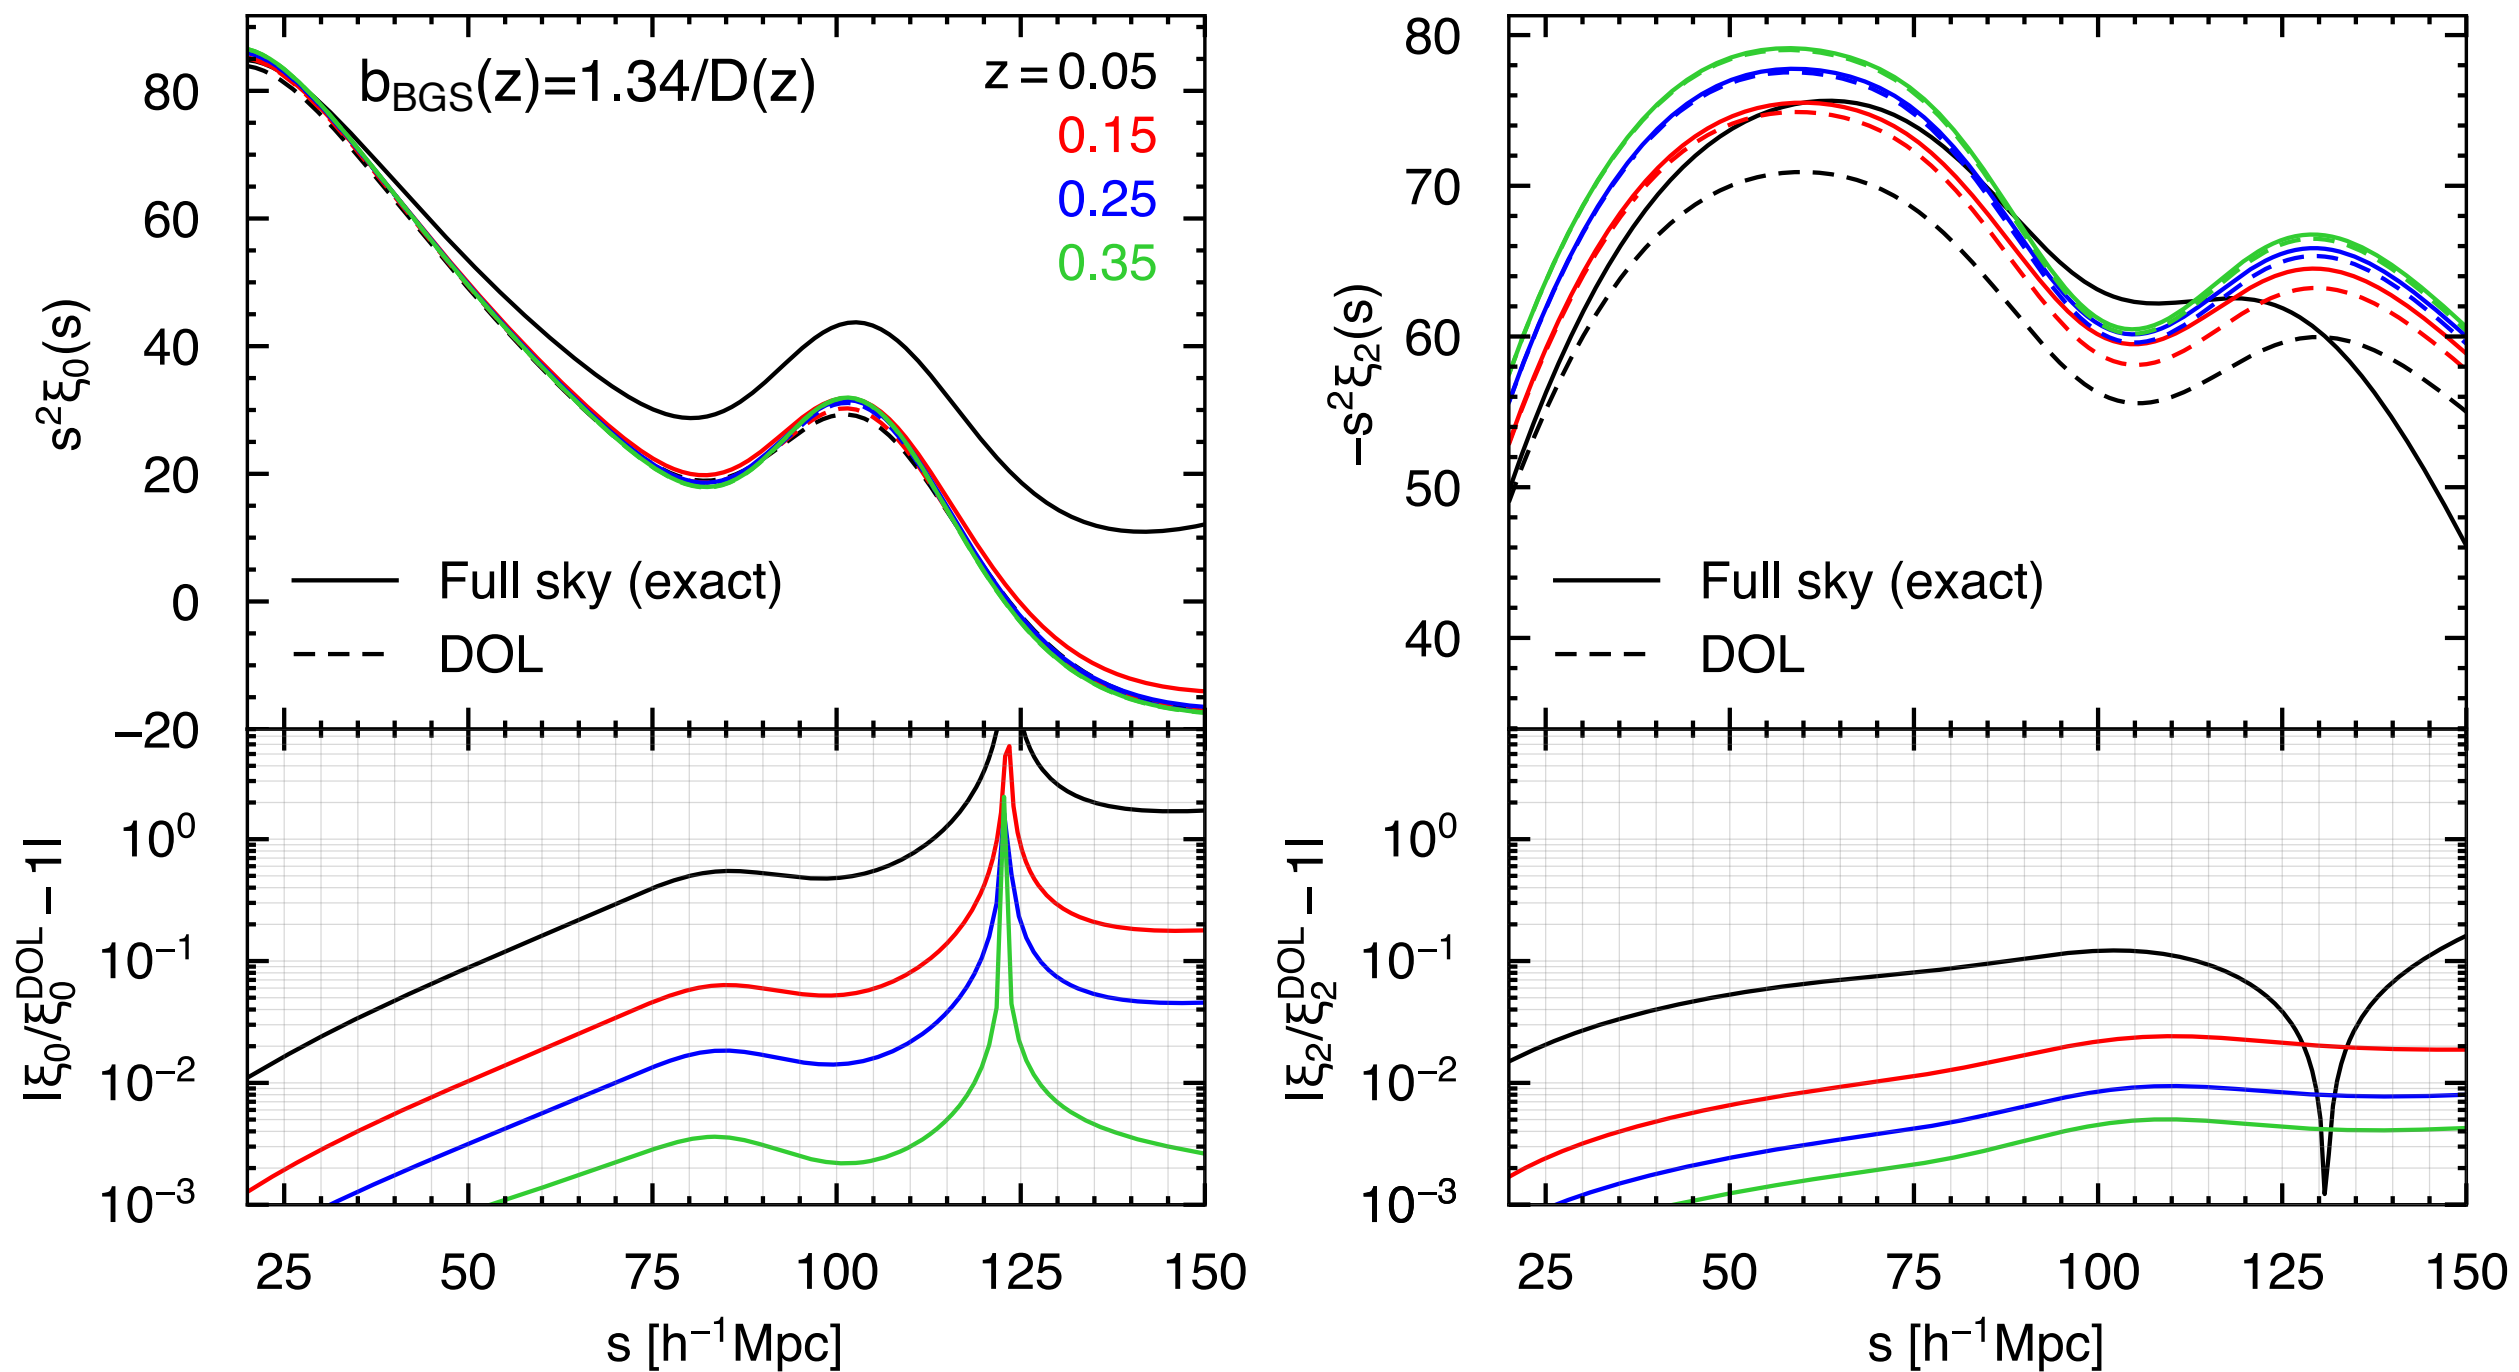 b_BGS(z)=1.34/D(z)
z=0.05
0.15
0.25
0.35
80
60
40
20
0
−20
s²ξ₀(s)
Full sky (exact)
DOL
10⁰
10⁻¹
10⁻²
10⁻³
|ξ₀/ξ₀^DOL − 1|
25 50 75 100 125 150
s [h⁻¹Mpc]
80
70
60
50
40
−s²ξ₂(s)
Full sky (exact)
DOL
10⁰
10⁻¹
10⁻²
10⁻³
|ξ₂/ξ₂^DOL − 1|
25 50 75 100 125 150
s [h⁻¹Mpc]